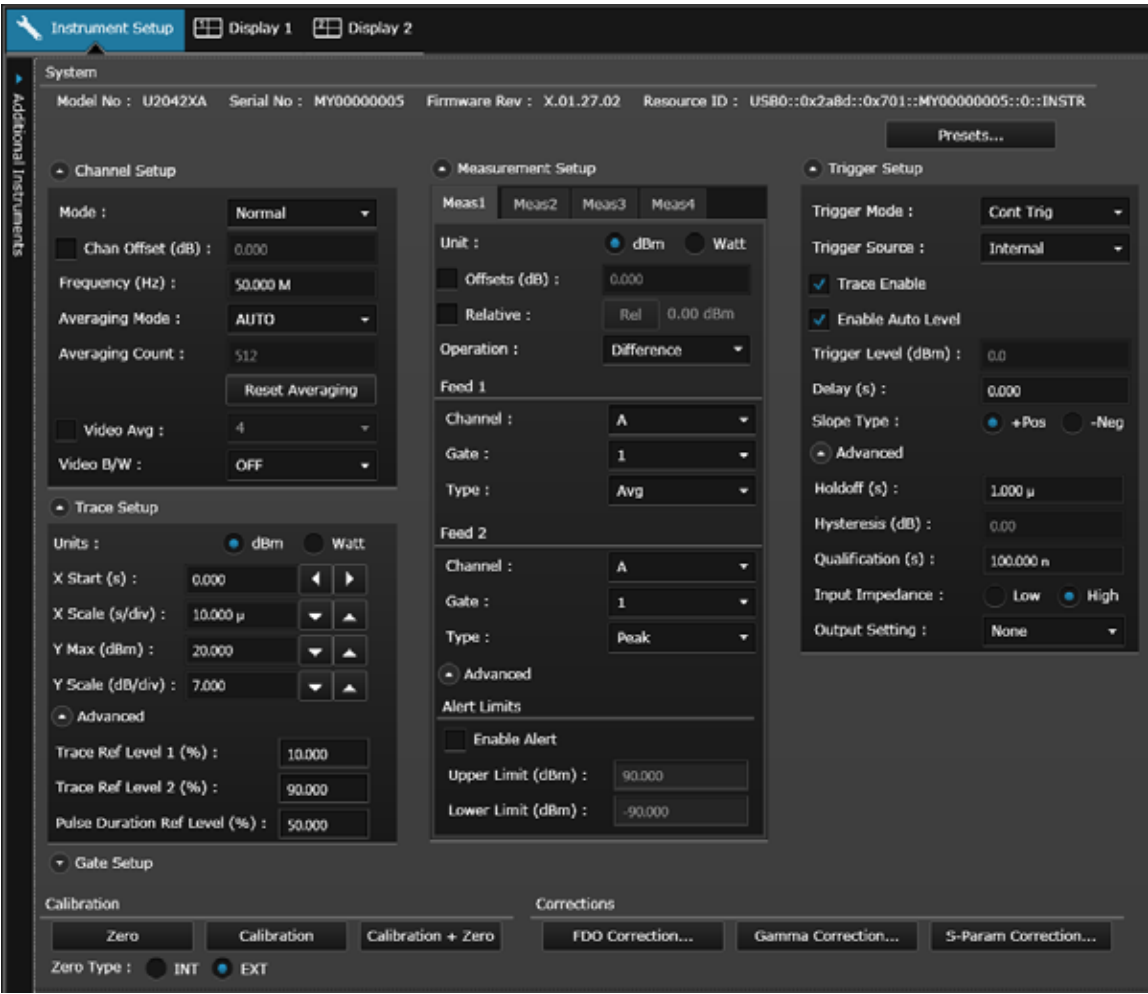 Instrument Setup
1 Display 1
2 Display 2
Additional Instruments
System
Model No : U2042XA Serial No : MY00000005 Firmware Rev : X.01.27.02 Resource ID : USB0::0x2a8d::0x701::MY00000005::0::INSTR
Presets...
Channel Setup
Mode : Normal
Chan Offset (dB) : 0.000
Frequency (Hz) : 50.000 M
Averaging Mode : AUTO
Averaging Count : 512
Reset Averaging
Video Avg : 4
Video B/W : OFF
Trace Setup
Units : dBm Watt
X Start (s) : 0.000
X Scale (s/div) : 10.000 µ
Y Max (dBm) : 20.000
Y Scale (dB/div) : 7.000
Advanced
Trace Ref Level 1 (%) : 10.000
Trace Ref Level 2 (%) : 90.000
Pulse Duration Ref Level (%) : 50.000
Gate Setup
Measurement Setup
Meas1 Meas2 Meas3 Meas4
Unit : dBm Watt
Offsets (dB) : 0.000
Relative : Rel 0.00 dBm
Operation : Difference
Feed 1
Channel : A
Gate : 1
Type : Avg
Feed 2
Channel : A
Gate : 1
Type : Peak
Advanced
Alert Limits
Enable Alert
Upper Limit (dBm) : 90.000
Lower Limit (dBm) : -90.000
Trigger Setup
Trigger Mode : Cont Trig
Trigger Source : Internal
Trace Enable
Enable Auto Level
Trigger Level (dBm) : 0.0
Delay (s) : 0.000
Slope Type : +Pos -Neg
Advanced
Holdoff (s) : 1.000 µ
Hysteresis (dB) : 0.00
Qualification (s) : 100.000 n
Input Impedance : Low High
Output Setting : None
Calibration
Zero Calibration Calibration + Zero
Zero Type : INT EXT
Corrections
FDO Correction... Gamma Correction... S-Param Correction...